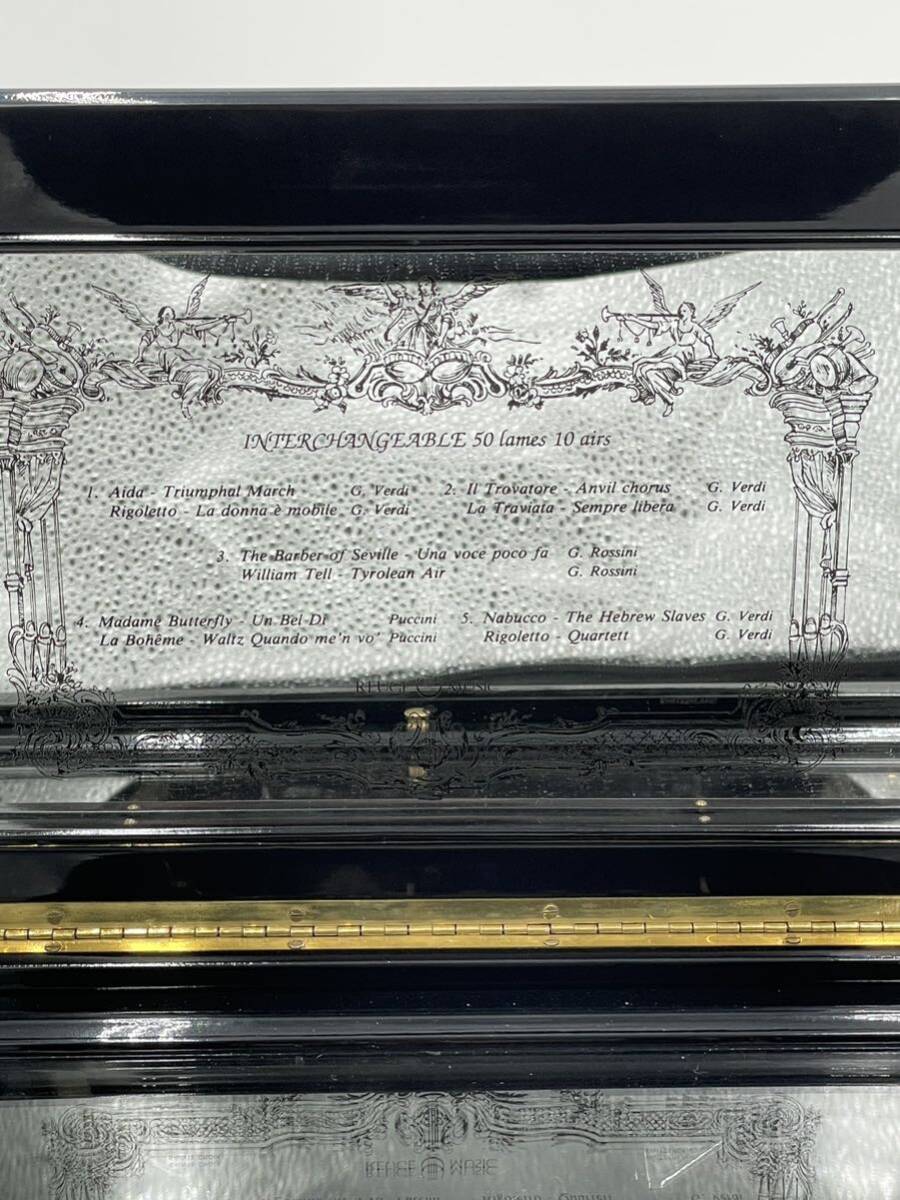 INTERCHANGEABLE 50 lames 10 airs
1. Aida - Triumphal March G. Verdi
Rigoletto - La donna è mobile G. Verdi
2. Il Trovatore - Anvil chorus G. Verdi
La Traviata - Sempre libera G. Verdi
3. The Barber of Seville - Una voce poco fa G. Rossini
William Tell - Tyrolean Air G. Rossini
4. Madame Butterfly - Un Bel-Di Puccini
La Bohême - Waltz Quando me'n vo' Puccini
5. Nabucco - The Hebrew Slaves G. Verdi
Rigoletto - Quartett G. Verdi
REUGE MUSIC